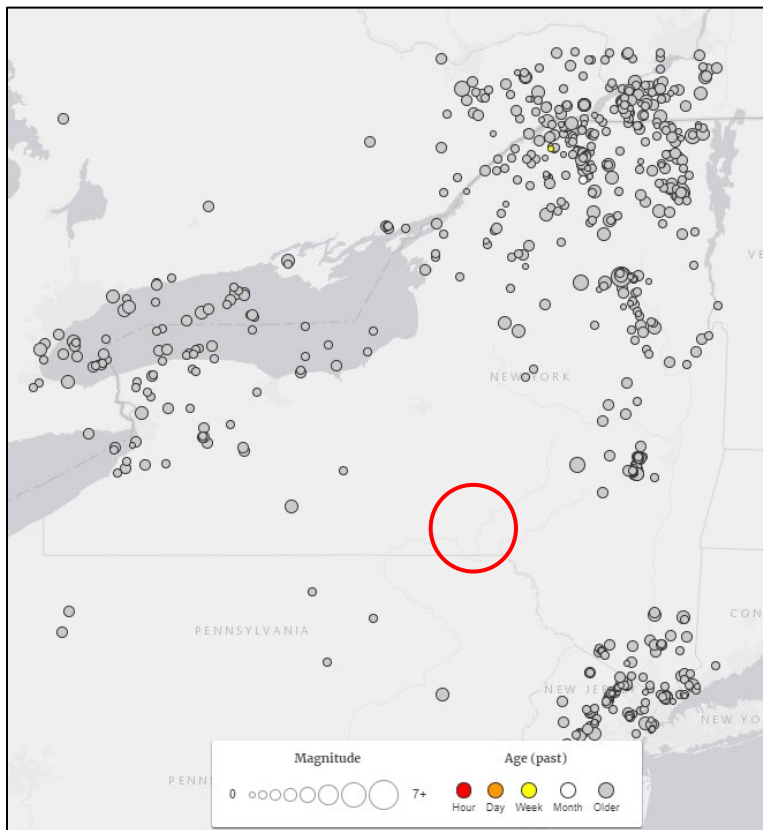 VE
NEW YORK
PENNSYLVANIA
CON
NEW JE
NEW YO
Magnitude
0
7+
Age (past)
Hour
Day
Week
Month
Older
PENNS